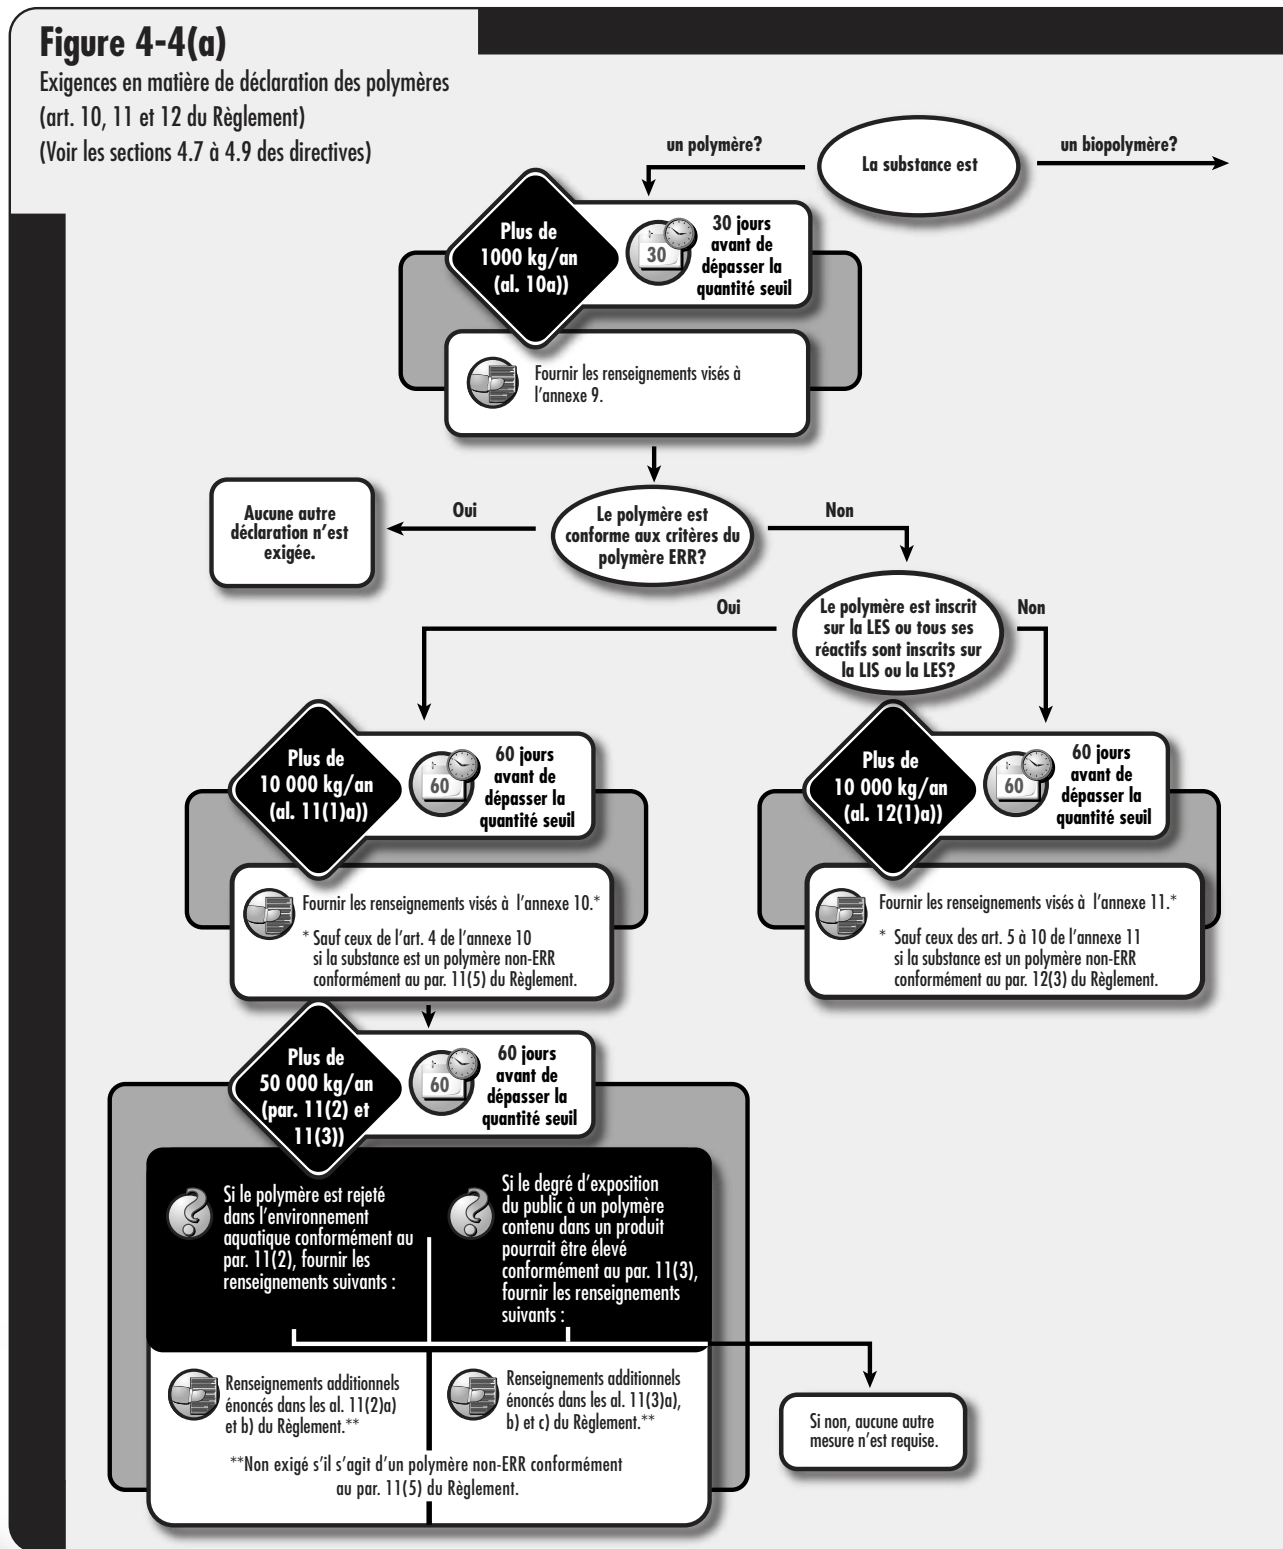 Figure 4-4(a)
Exigences en matière de déclaration des polymères
(art. 10, 11 et 12 du Règlement)
(Voir les sections 4.7 à 4.9 des directives)
un polymère?
La substance est
un biopolymère?
Plus de
1000 kg/an
(al. 10a))
30
30 jours
avant de
dépasser la
quantité seuil
Fournir les renseignements visés à
l'annexe 9.
Aucune autre
déclaration n'est
exigée.
Oui
Le polymère est
conforme aux critères du
polymère ERR?
Non
Oui
Le polymère est inscrit
sur la LES ou tous ses
réactifs sont inscrits sur
la LIS ou la LES?
Non
Plus de
10 000 kg/an
(al. 11(1)a))
60
60 jours
avant de
dépasser la
quantité seuil
Fournir les renseignements visés à l'annexe 10.*
* Sauf ceux de l'art. 4 de l'annexe 10
si la substance est un polymère non-ERR
conformément au par. 11(5) du Règlement.
Plus de
10 000 kg/an
(al. 12(1)a))
60
60 jours
avant de
dépasser la
quantité seuil
Fournir les renseignements visés à l'annexe 11.*
* Sauf ceux des art. 5 à 10 de l'annexe 11
si la substance est un polymère non-ERR
conformément au par. 12(3) du Règlement.
Plus de
50 000 kg/an
(par. 11(2) et
11(3))
60
60 jours
avant de
dépasser la
quantité seuil
Si le polymère est rejeté
dans l'environnement
aquatique conformément au
par. 11(2), fournir les
renseignements suivants :
Si le degré d'exposition
du public à un polymère
contenu dans un produit
pourrait être élevé
conformément au par. 11(3),
fournir les renseignements
suivants :
Renseignements additionnels
énoncés dans les al. 11(2)a)
et b) du Règlement.**
Renseignements additionnels
énoncés dans les al. 11(3)a),
b) et c) du Règlement.**
**Non exigé s'il s'agit d'un polymère non-ERR conformément
au par. 11(5) du Règlement.
Si non, aucune autre
mesure n'est requise.